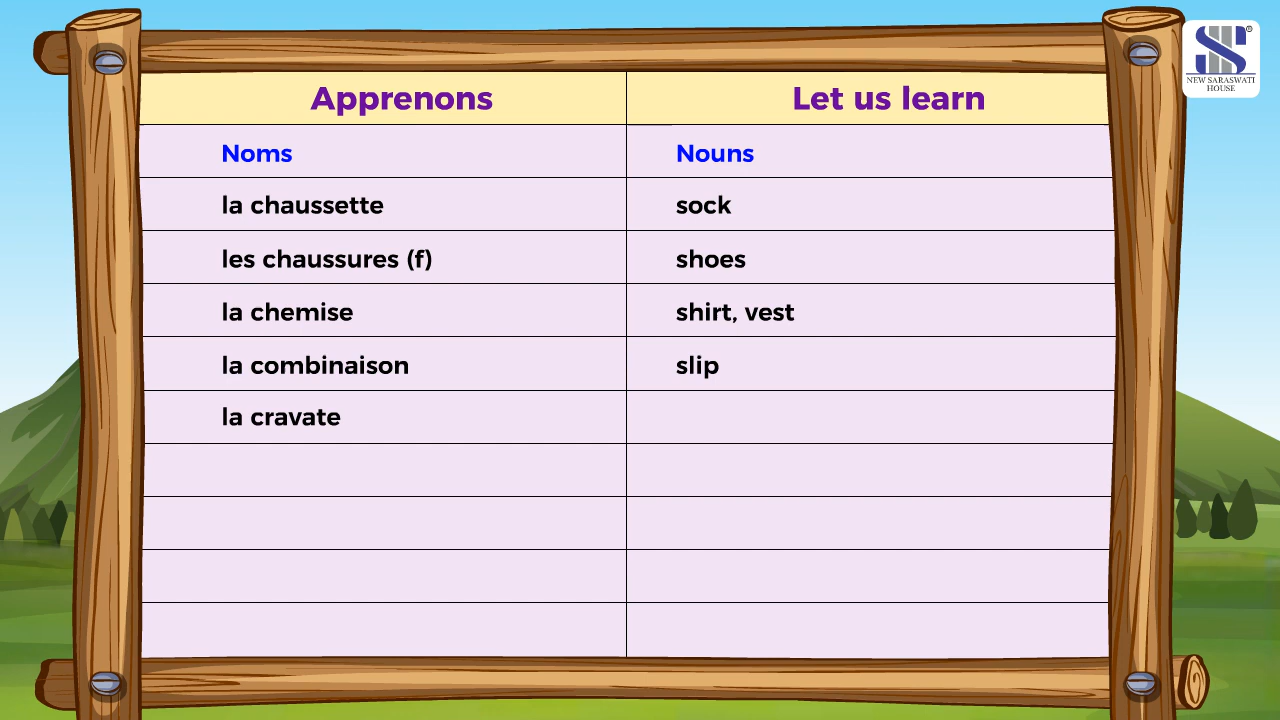 Apprenons Let us learn
Noms Nouns
la chaussette sock
les chaussures (f) shoes
la chemise shirt, vest
la combinaison slip
la cravate
NEW SARASWATI
HOUSE